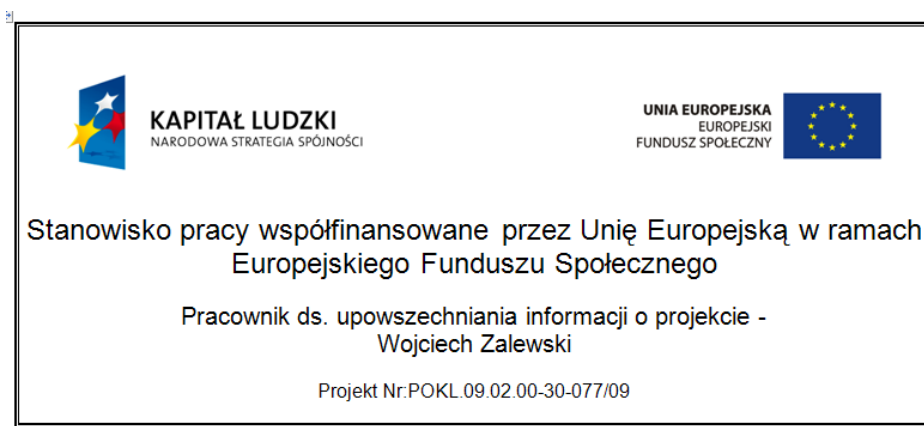 KAPITAŁ LUDZKI
NARODOWA STRATEGIA SPÓJNOŚCI
UNIA EUROPEJSKA
EUROPEJSKI
FUNDUSZ SPOŁECZNY
Stanowisko pracy współfinansowane przez Unię Europejską w ramach
Europejskiego Funduszu Społecznego
Pracownik ds. upowszechniania informacji o projekcie -
Wojciech Zalewski
Projekt Nr:POKL.09.02.00-30-077/09